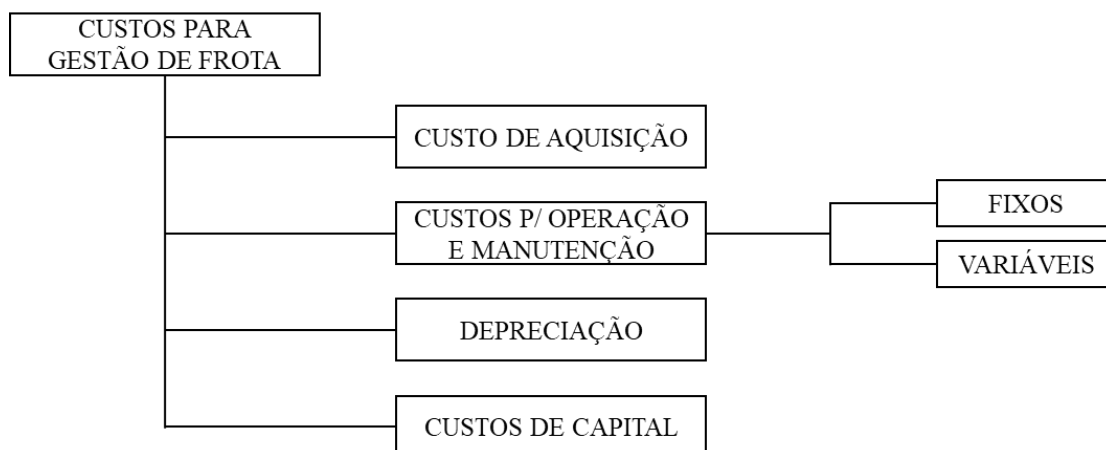 CUSTOS PARA
GESTÃO DE FROTA
CUSTO DE AQUISIÇÃO
CUSTOS P/ OPERAÇÃO
E MANUTENÇÃO
FIXOS
VARIÁVEIS
DEPRECIAÇÃO
CUSTOS DE CAPITAL